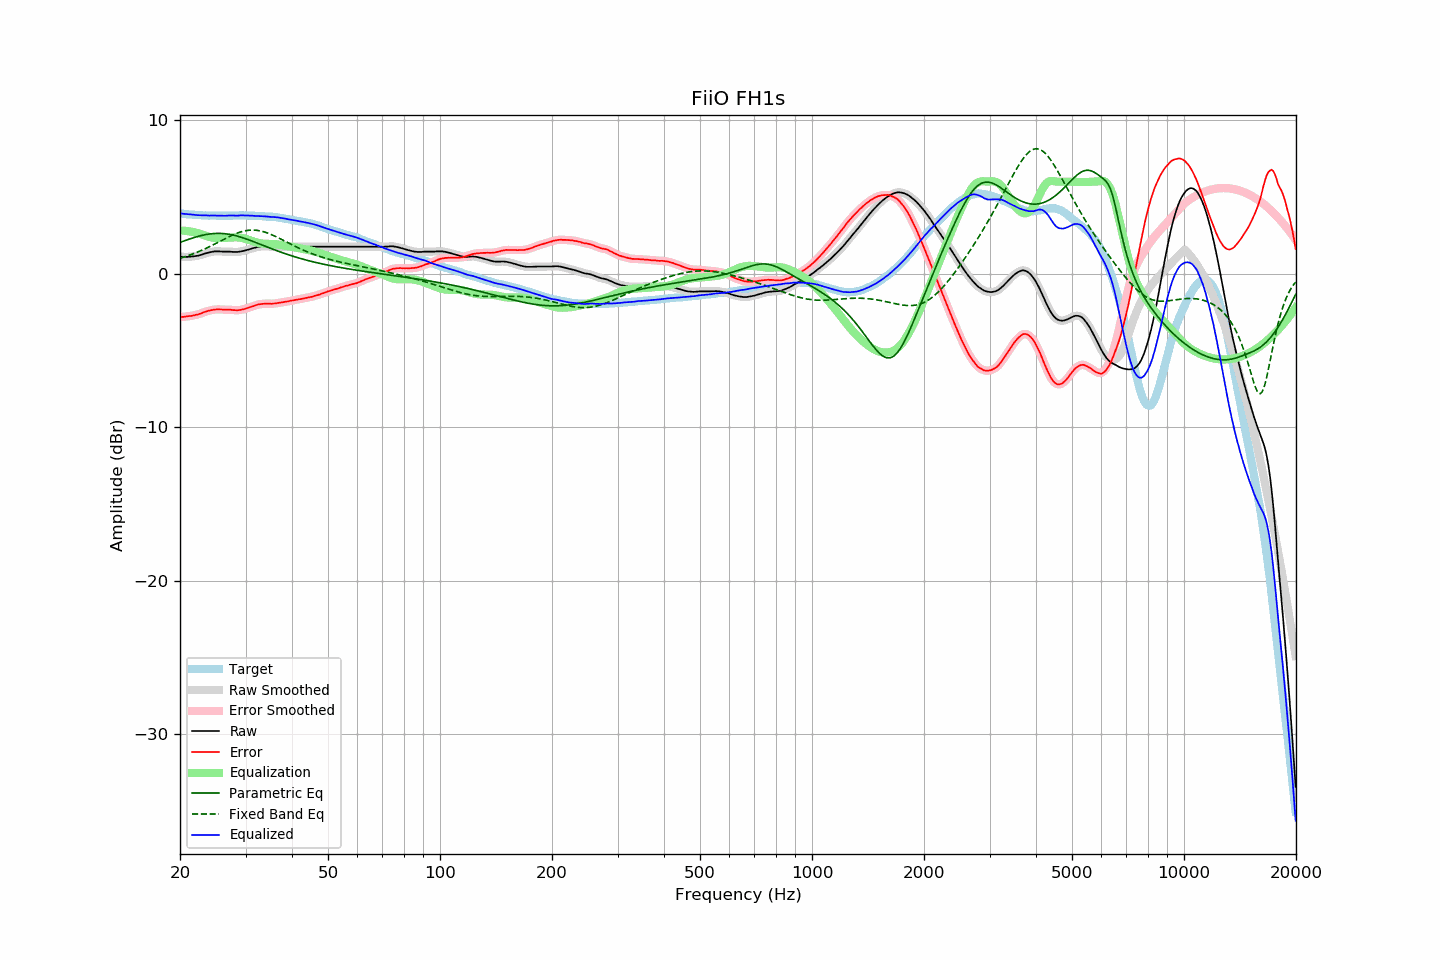 FiiO FH1s
10
0
−10
−20
−30
Amplitude (dBr)
Target
Raw Smoothed
Error Smoothed
Raw
Error
Equalization
Parametric Eq
Fixed Band Eq
Equalized
20 50 100 200 500 1000 2000 5000 10000 20000
Frequency (Hz)